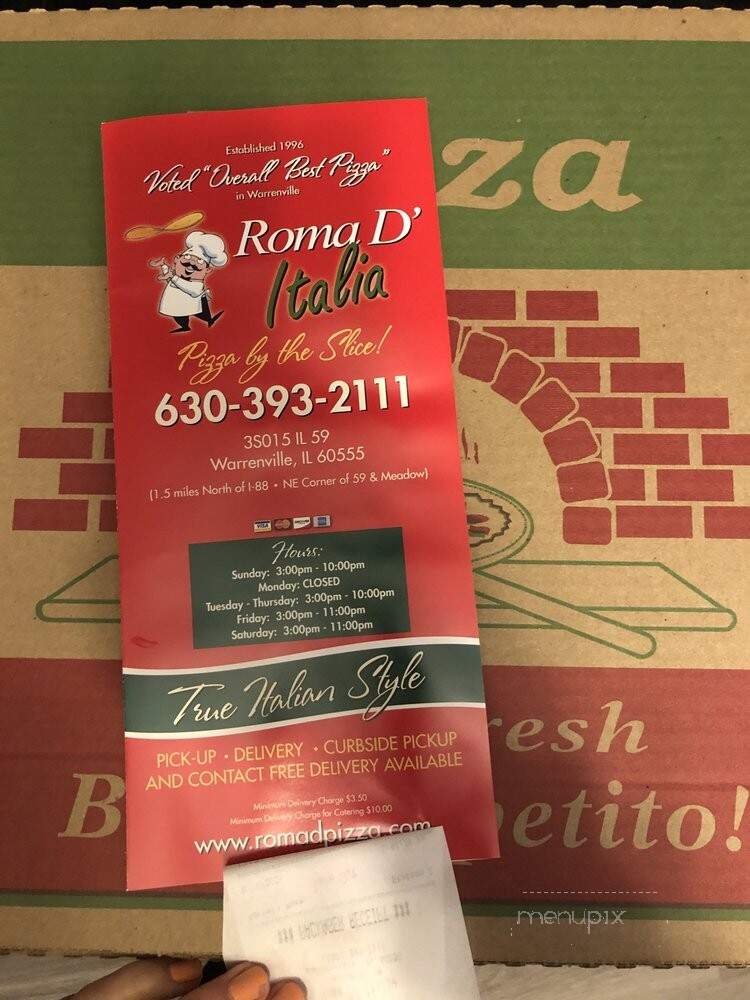 Established 1996
Voted "Overall Best Pizza"
in Warrenville
Roma D'
Italia
Pizza by the Slice!
630-393-2111
3S015 IL 59
Warrenville, IL 60555
(1.5 miles North of I-88 • NE Corner of 59 & Meadow)
VISA
Hours:
Sunday: 3:00pm - 10:00pm
Monday: CLOSED
Tuesday - Thursday: 3:00pm - 10:00pm
Friday: 3:00pm - 11:00pm
Saturday: 3:00pm - 11:00pm
True Italian Style
PICK-UP • DELIVERY • CURBSIDE PICKUP
AND CONTACT FREE DELIVERY AVAILABLE
Minimum Delivery Charge $3.50
Minimum Delivery Charge for Catering $10.00
www.romadpizza.com
zza
resh
B
petito!
*** PACKAGER RECEIPT ***
menupix